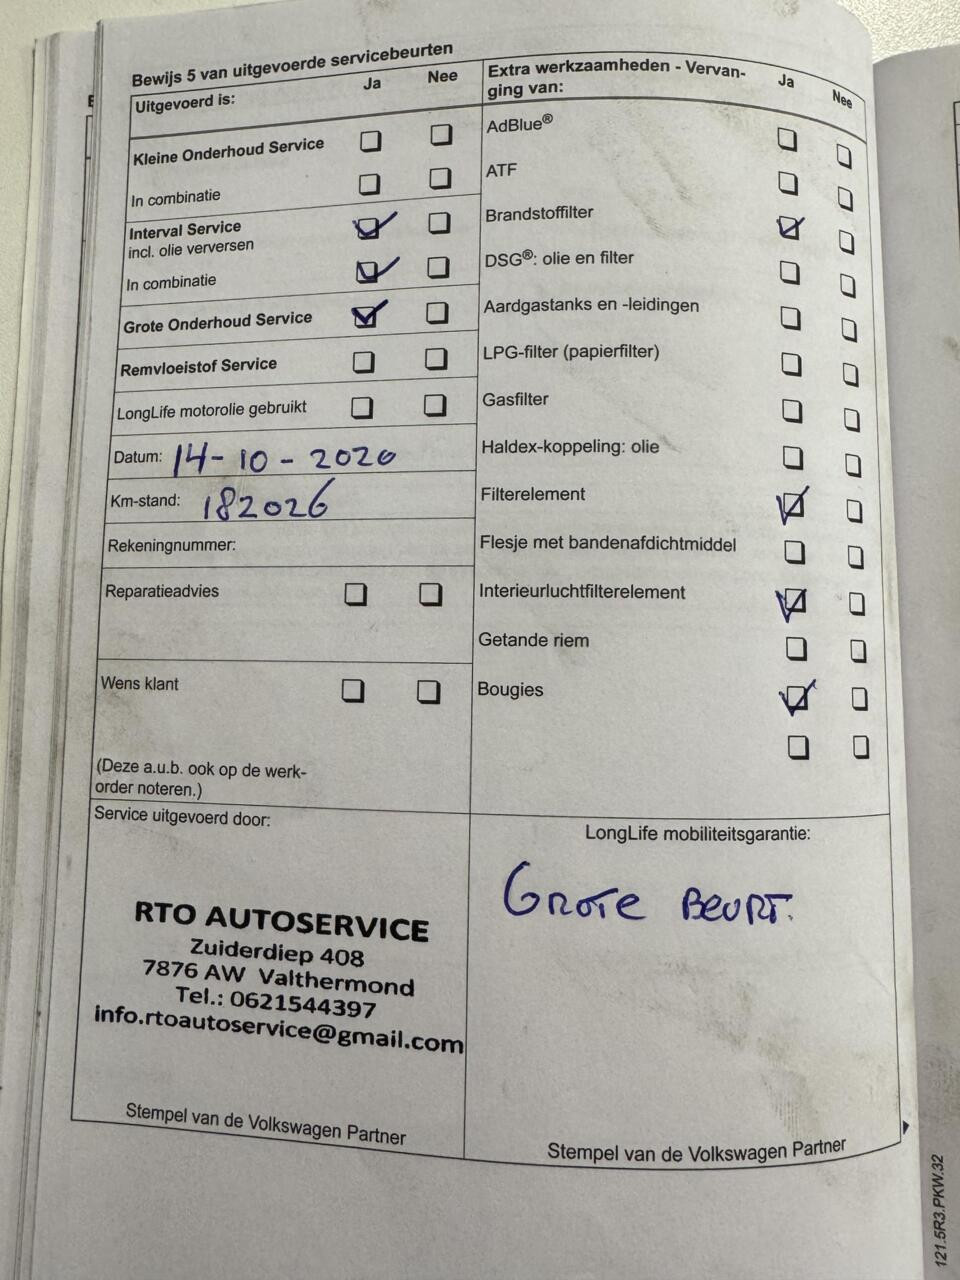 Bewijs 5 van uitgevoerde servicebeurten
Uitgevoerd is:
Ja
Nee
Kleine Onderhoud Service
In combinatie
Interval Service
incl. olie verversen
In combinatie
Grote Onderhoud Service
Remvloeistof Service
LongLife motorolie gebruikt
Datum: 14-10-2020
Km-stand: 182026
Rekeningnummer:
Reparatieadvies
Wens klant
(Deze a.u.b. ook op de werk-
order noteren.)
Extra werkzaamheden - Vervan-
ging van:
Ja
Nee
AdBlue®
ATF
Brandstoffilter
DSG®: olie en filter
Aardgastanks en -leidingen
LPG-filter (papierfilter)
Gasfilter
Haldex-koppeling: olie
Filterelement
Flesje met bandenafdichtmiddel
Interieurluchtfilterelement
Getande riem
Bougies
Service uitgevoerd door:
RTO AUTOSERVICE
Zuiderdiep 408
7876 AW Valthermond
Tel.: 0621544397
info.rtoautoservice@gmail.com
Stempel van de Volkswagen Partner
LongLife mobiliteitsgarantie:
GROTE BEURT.
Stempel van de Volkswagen Partner
121.5R3.PKW.32